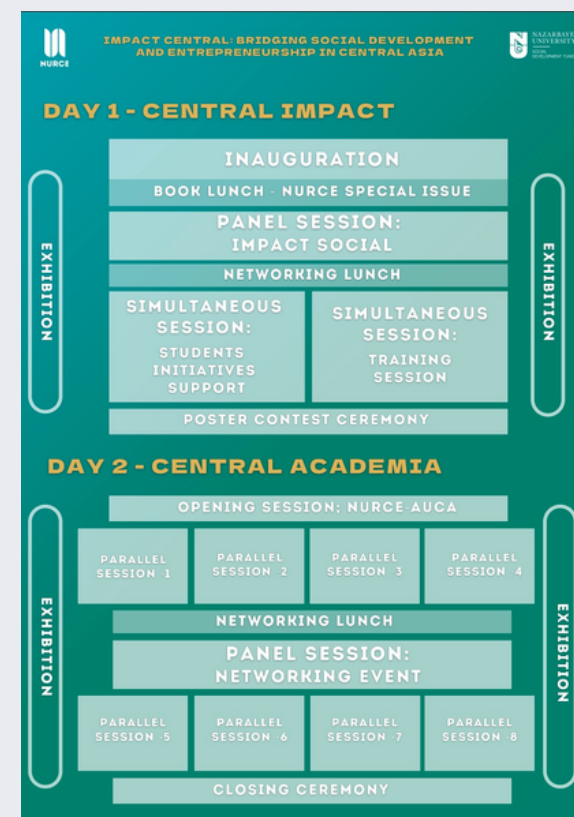 NURCE
IMPACT CENTRAL: BRIDGING SOCIAL DEVELOPMENT
AND ENTREPRENEURSHIP IN CENTRAL ASIA
NAZARBAYEV
UNIVERSITY
SOCIAL
DEVELOPMENT FUND
DAY 1 - CENTRAL IMPACT
EXHIBITION
INAUGURATION
BOOK LUNCH - NURCE SPECIAL ISSUE
PANEL SESSION:
IMPACT SOCIAL
NETWORKING LUNCH
SIMULTANEOUS
SESSION:
STUDENTS
INITIATIVES
SUPPORT
SIMULTANEOUS
SESSION:
TRAINING
SESSION
POSTER CONTEST CEREMONY
EXHIBITION
DAY 2 - CENTRAL ACADEMIA
EXHIBITION
OPENING SESSION; NURCE-AUCA
PARALLEL
SESSION -1
PARALLEL
SESSION -2
PARALLEL
SESSION -3
PARALLEL
SESSION -4
NETWORKING LUNCH
PANEL SESSION:
NETWORKING EVENT
PARALLEL
SESSION -5
PARALLEL
SESSION -6
PARALLEL
SESSION -7
PARALLEL
SESSION -8
CLOSING CEREMONY
EXHIBITION